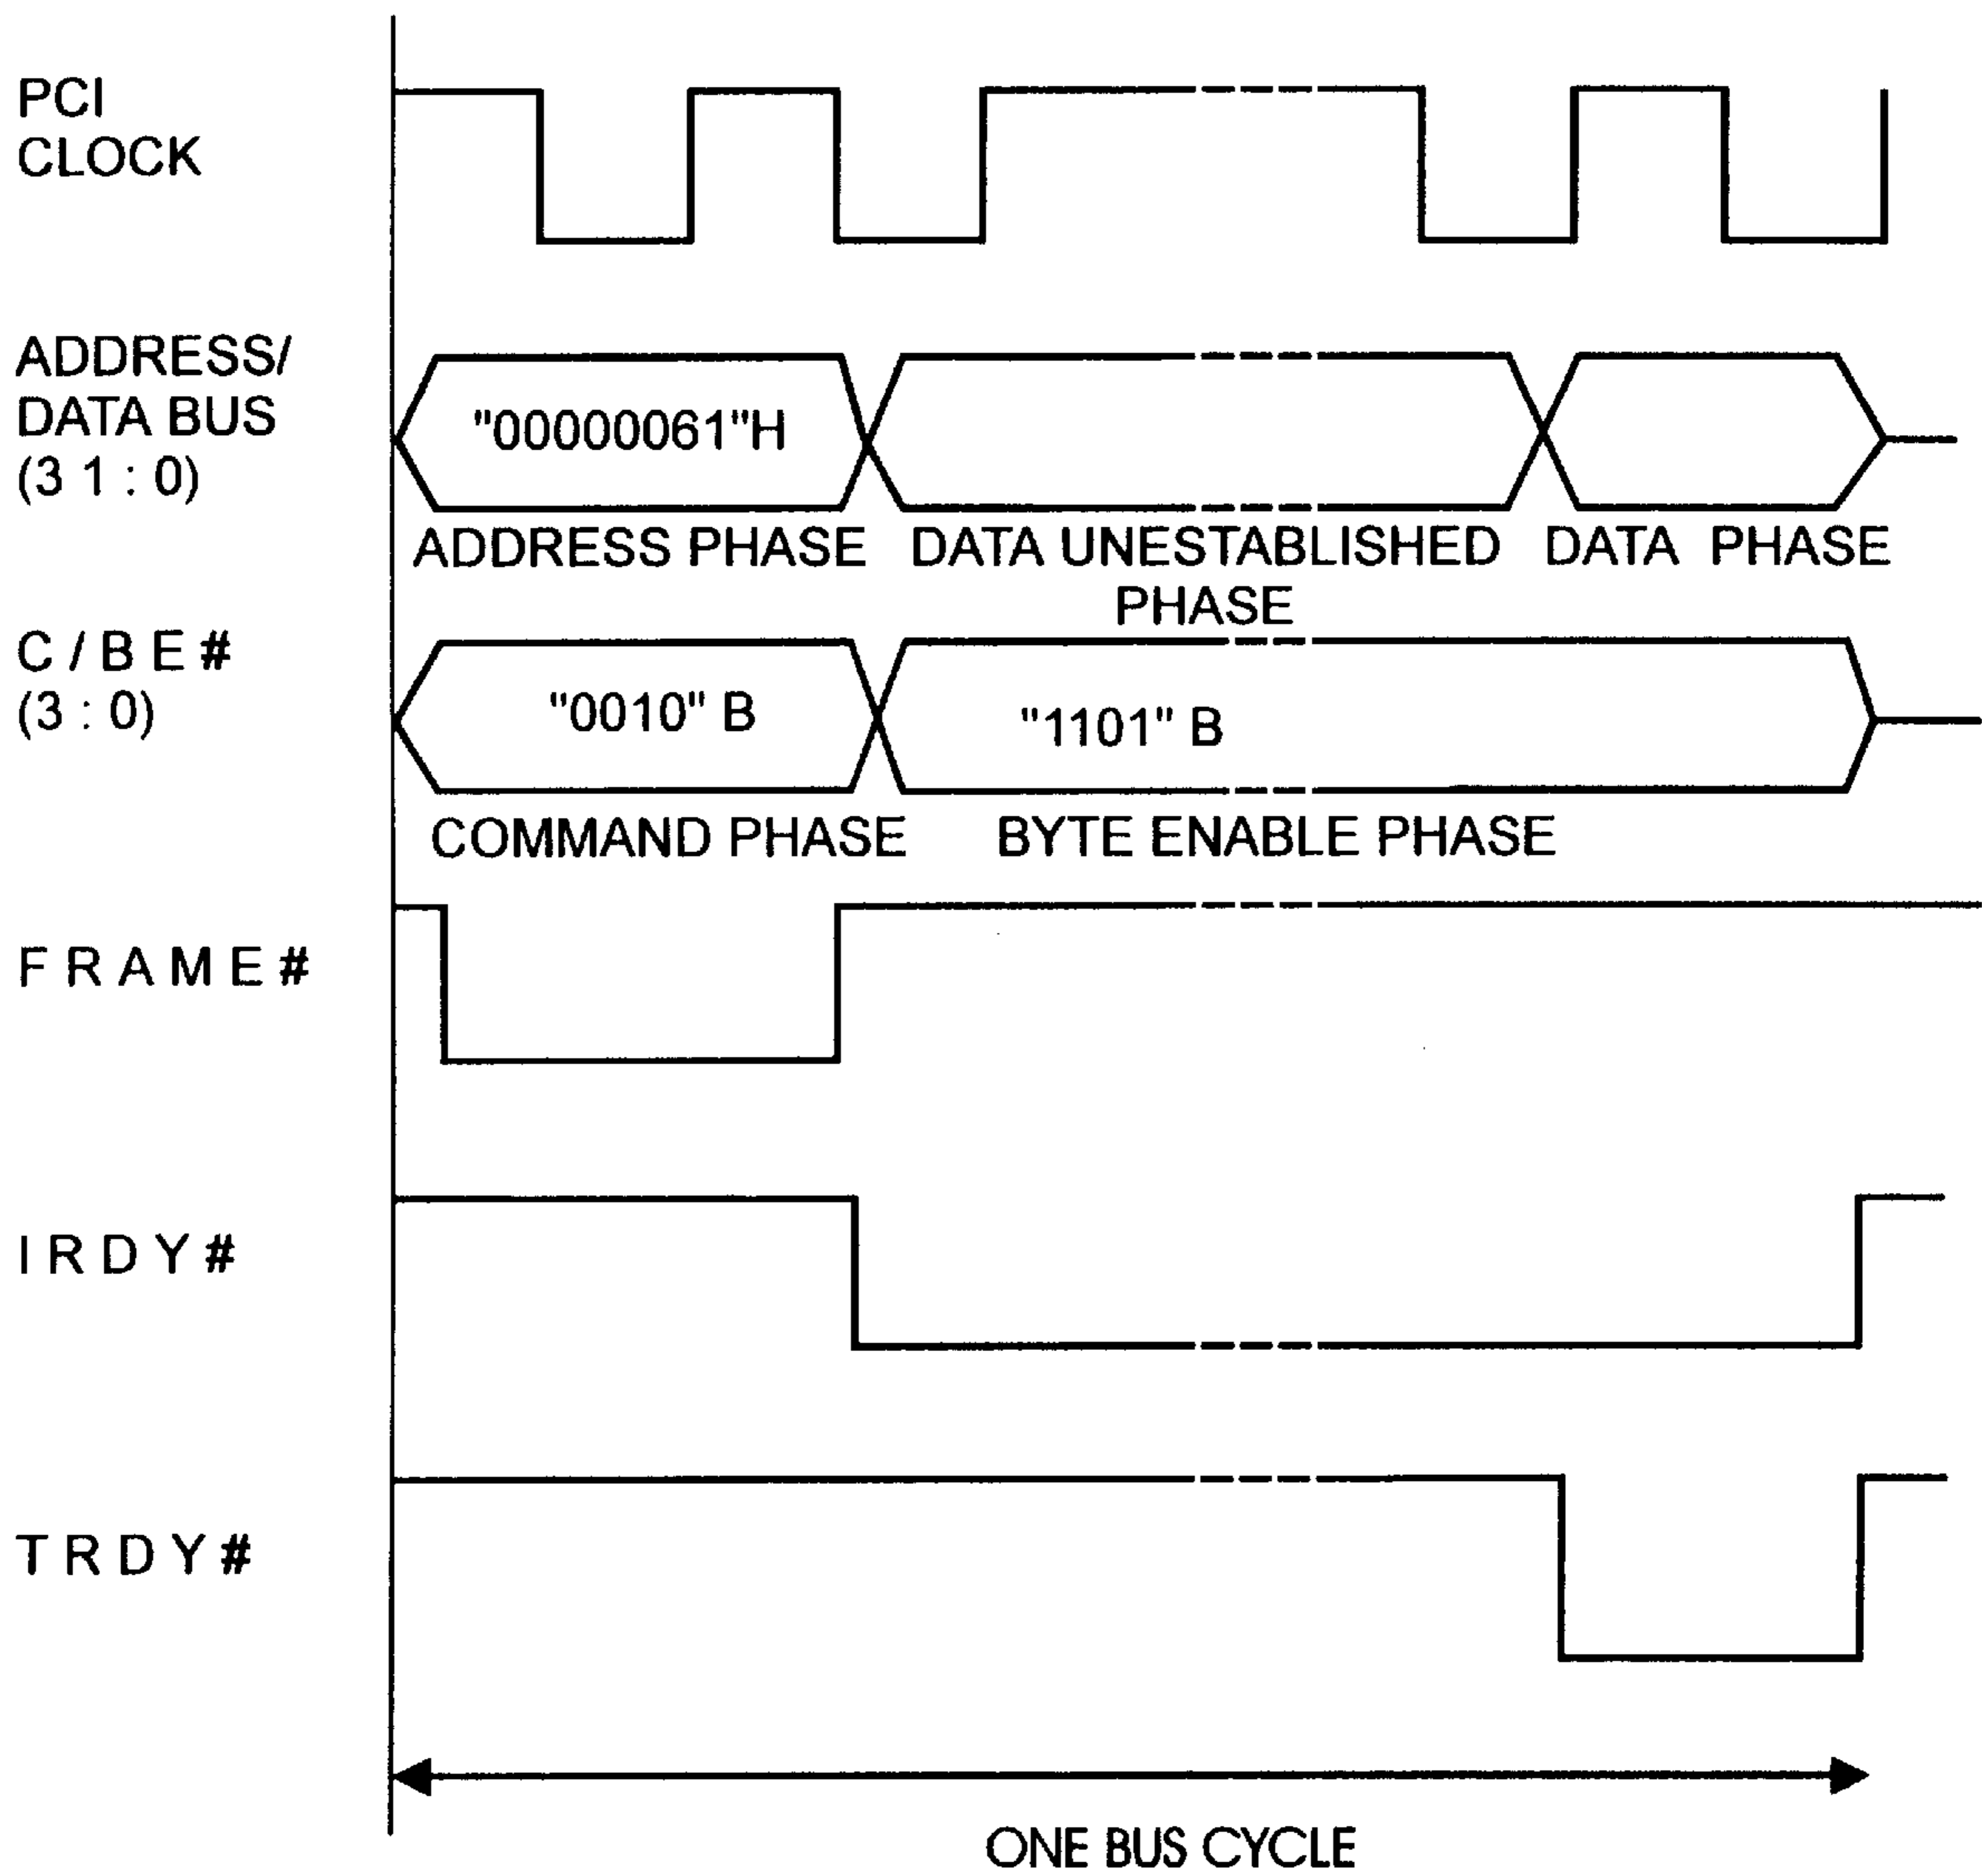 PCI
CLOCK
ADDRESS/
DATA BUS
(3 1 : 0)
"00000061"H
ADDRESS PHASE
DATA UNESTABLISHED
PHASE
DATA PHASE
C / B E #
(3 : 0)
"0010" B
"1101" B
COMMAND PHASE
BYTE ENABLE PHASE
F R A M E #
I R D Y #
T R D Y #
ONE BUS CYCLE